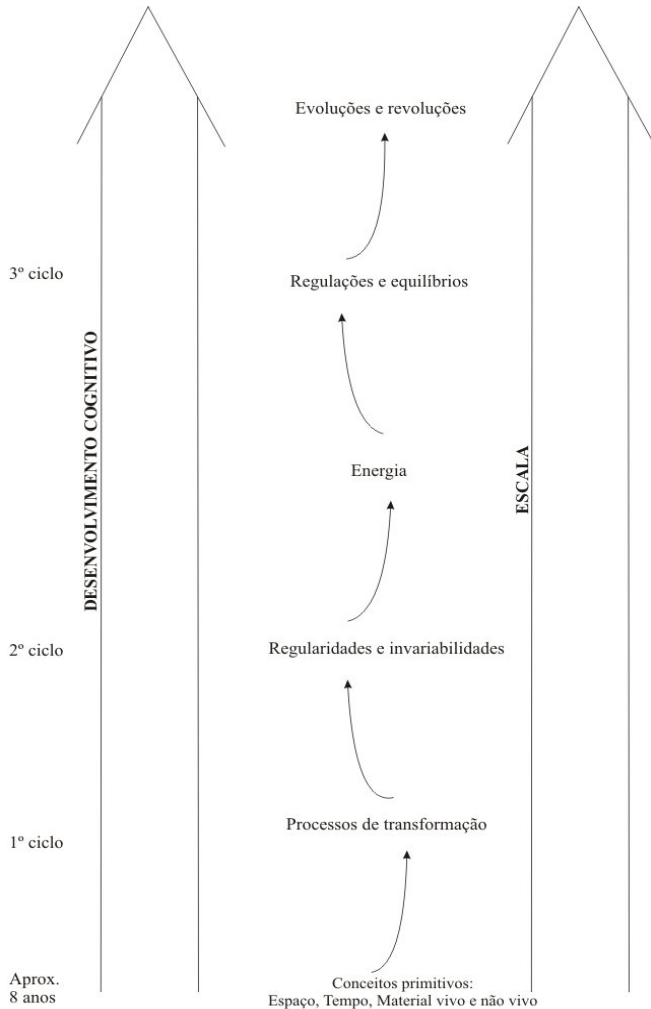 Evoluções e revoluções
3º ciclo
Regulações e equilíbrios
DESENVOLVIMENTO COGNITIVO
ESCALA
Energia
2º ciclo
Regularidades e invariabilidades
Processos de transformação
1º ciclo
Aprox.
8 anos
Conceitos primitivos:
Espaço, Tempo, Material vivo e não vivo